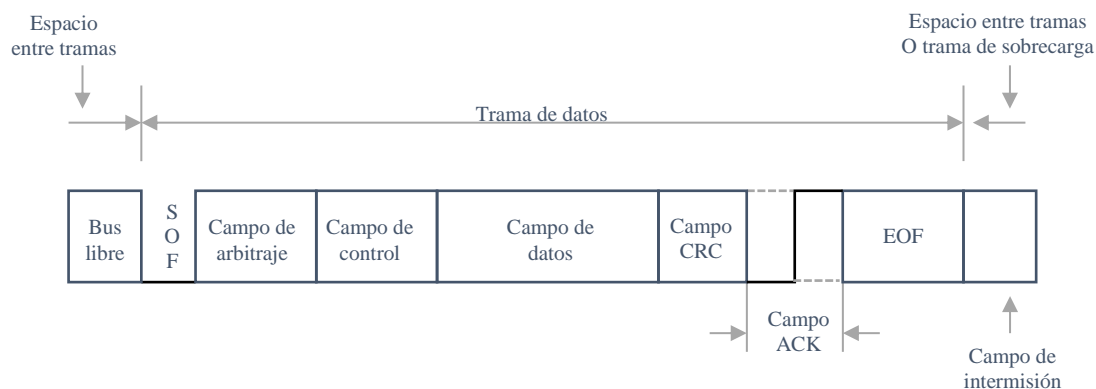 Espacio
entre tramas
Espacio entre tramas
O trama de sobrecarga
Trama de datos
Bus
libre
S
O
F
Campo de
arbitraje
Campo de
control
Campo de
datos
Campo
CRC
EOF
Campo
ACK
Campo de
intermisión